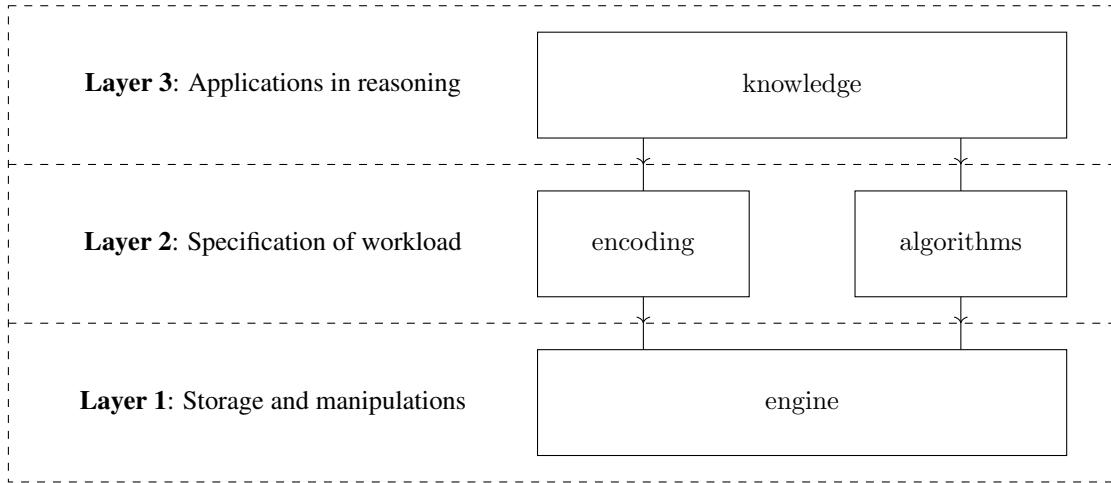 Layer 3: Applications in reasoning
knowledge
Layer 2: Specification of workload
encoding
algorithms
Layer 1: Storage and manipulations
engine